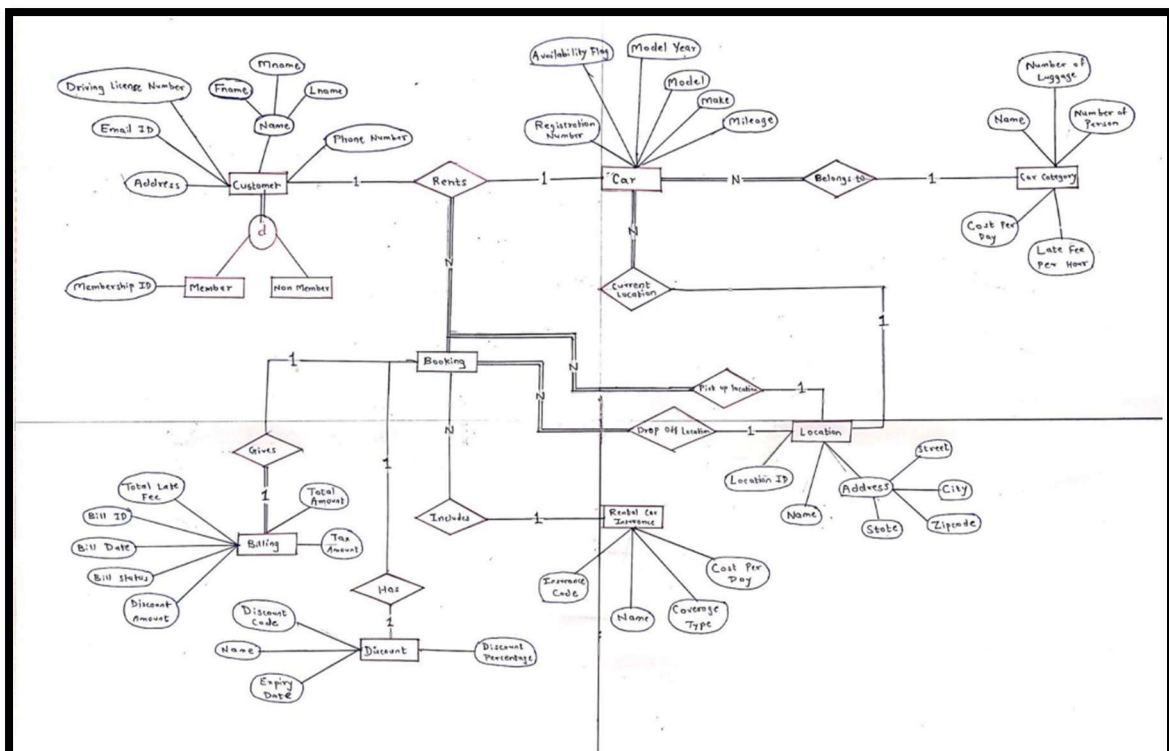 Mname
Fname
Lname
Driving License Number
Name
Email ID
Phone Number
Address
Customer
1
Rents
1
d
Membership ID
Member
Non Member
Availability Flag
Model Year
Model
Make
Mileage
Registration
Number
Car
N
Belongs to
1
Number of
Luggage
Name
Number of
Person
Car Category
Cost Per
Day
Late Fee
per Hour
N
Current
Location
1
N
Booking
1
N
Pick up location
1
N
Drop Off Location
1
Location
Location ID
Name
Address
Street
City
Zipcode
State
Gives
1
Total Late
Fee
Total
Amount
Bill ID
Bill Date
Bill Status
Discount
Amount
Billing
Tax
Amount
1
N
Includes
1
Rental Car
Insurance
Insurance
Code
Name
Coverage
Type
Cost Per
Day
Has
1
Discount
Code
Name
Discount
Discount
Percentage
Expiry
Date